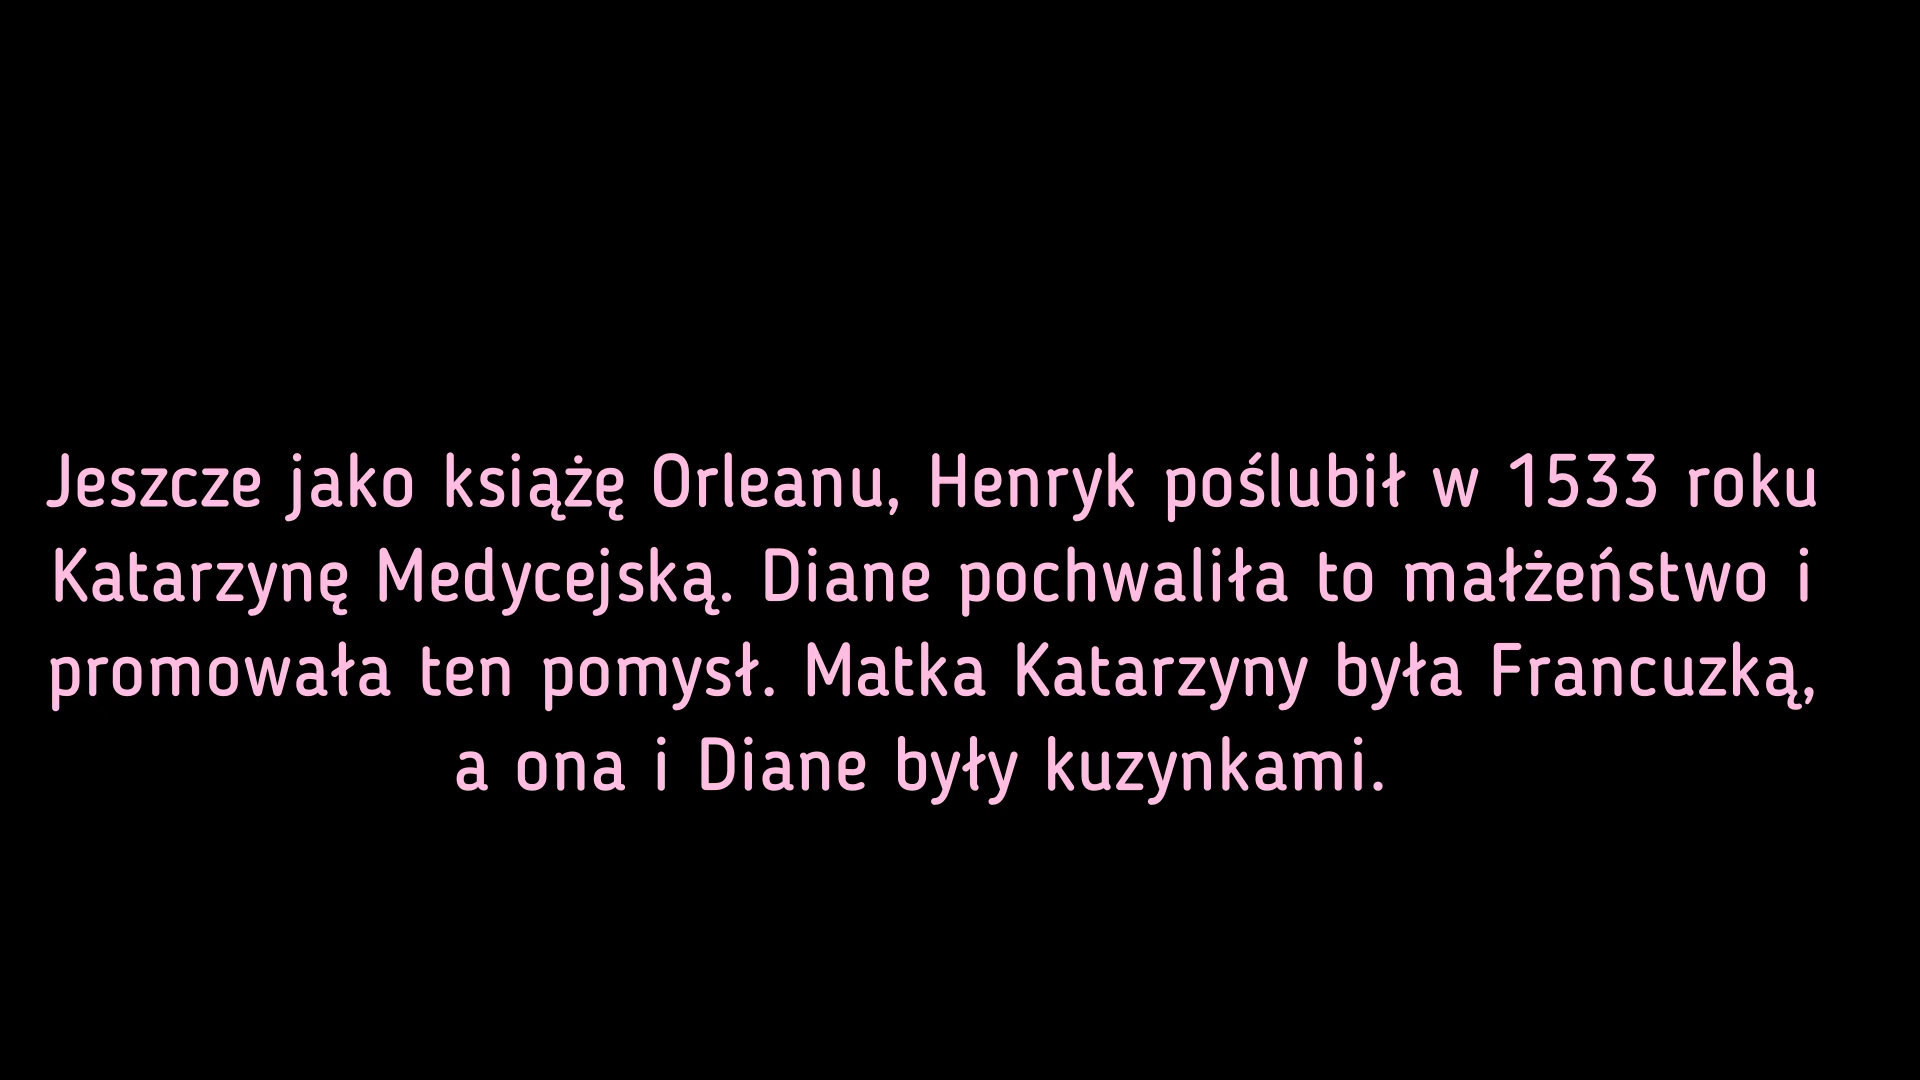 Jeszcze jako książę Orleanu, Henryk poślubił w 1533 roku
Katarzynę Medycejską. Diane pochwaliła to małżeństwo i
promowała ten pomysł. Matka Katarzyny była Francuzką,
a ona i Diane były kuzynkami.